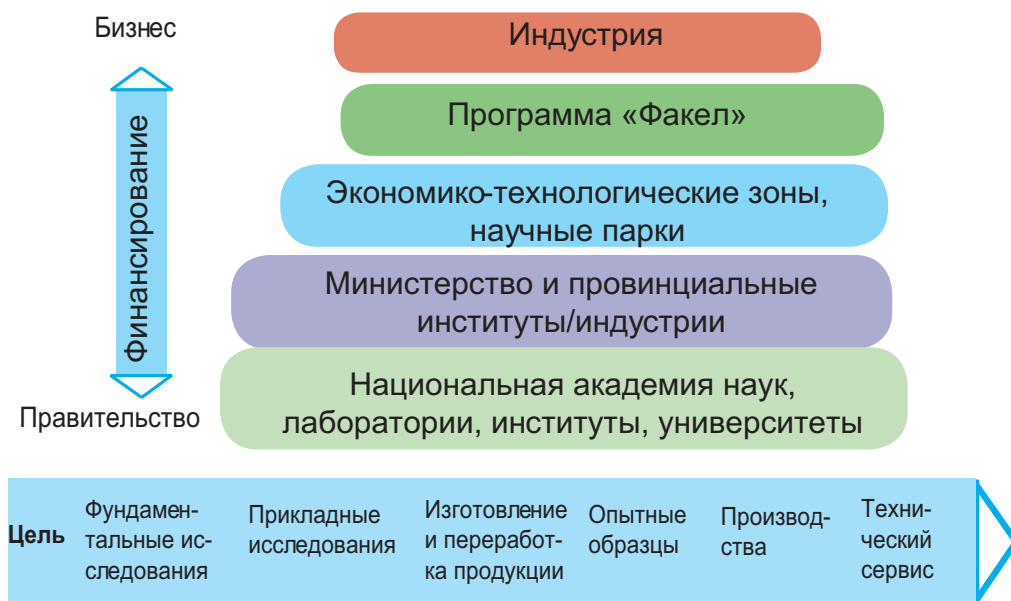 Бизнес
Финансирование
Правительство
Индустрия
Программа «Факел»
Экономико-технологические зоны,
научные парки
Министерство и провинциальные
институты/индустрии
Национальная академия наук,
лаборатории, институты, университеты
Цель
Фундамен-
тальные ис-
следования
Прикладные
исследования
Изготовление
и переработ-
ка продукции
Опытные
образцы
Производ-
ства
Техни-
ческий
сервис